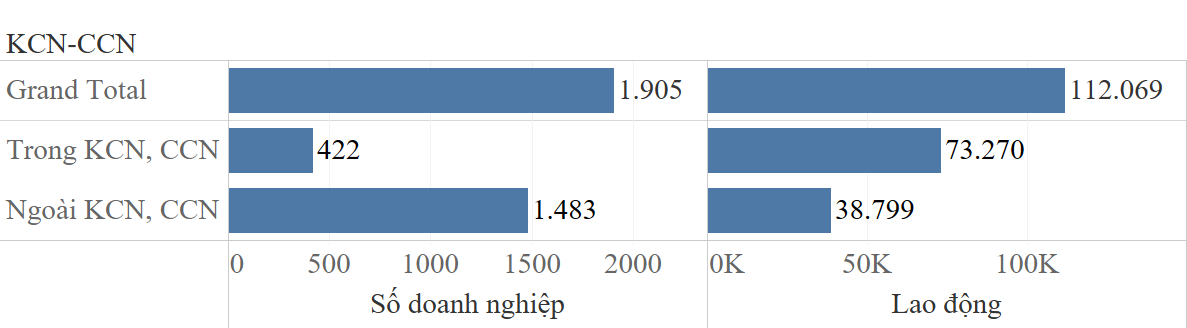 KCN-CCN
Grand Total 1.905 112.069
Trong KCN, CCN 422 73.270
Ngoài KCN, CCN 1.483 38.799
0 500 1000 1500 2000 0K 50K 100K
Số doanh nghiệp Lao động